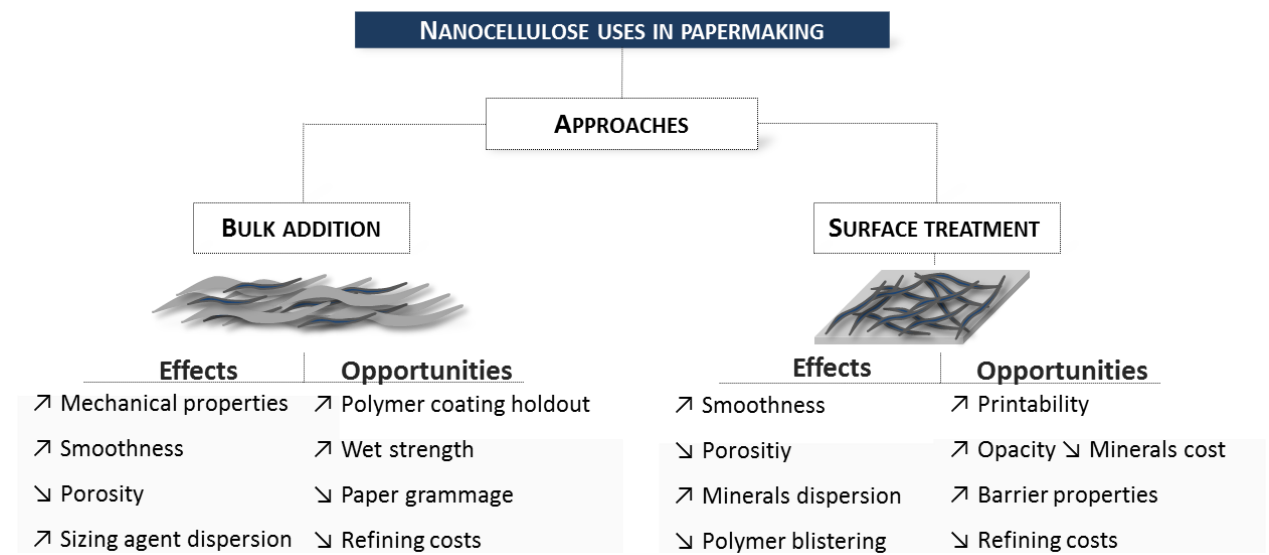 NANOCELLULOSE USES IN PAPERMAKING
APPROACHES
BULK ADDITION
SURFACE TREATMENT
Effects Opportunities
↗ Mechanical properties ↗ Polymer coating holdout
↗ Smoothness ↗ Wet strength
↘ Porosity ↘ Paper grammage
↗ Sizing agent dispersion ↘ Refining costs
Effects Opportunities
↗ Smoothness ↗ Printability
↘ Porositiy ↗ Opacity ↘ Minerals cost
↗ Minerals dispersion ↗ Barrier properties
↘ Polymer blistering ↘ Refining costs